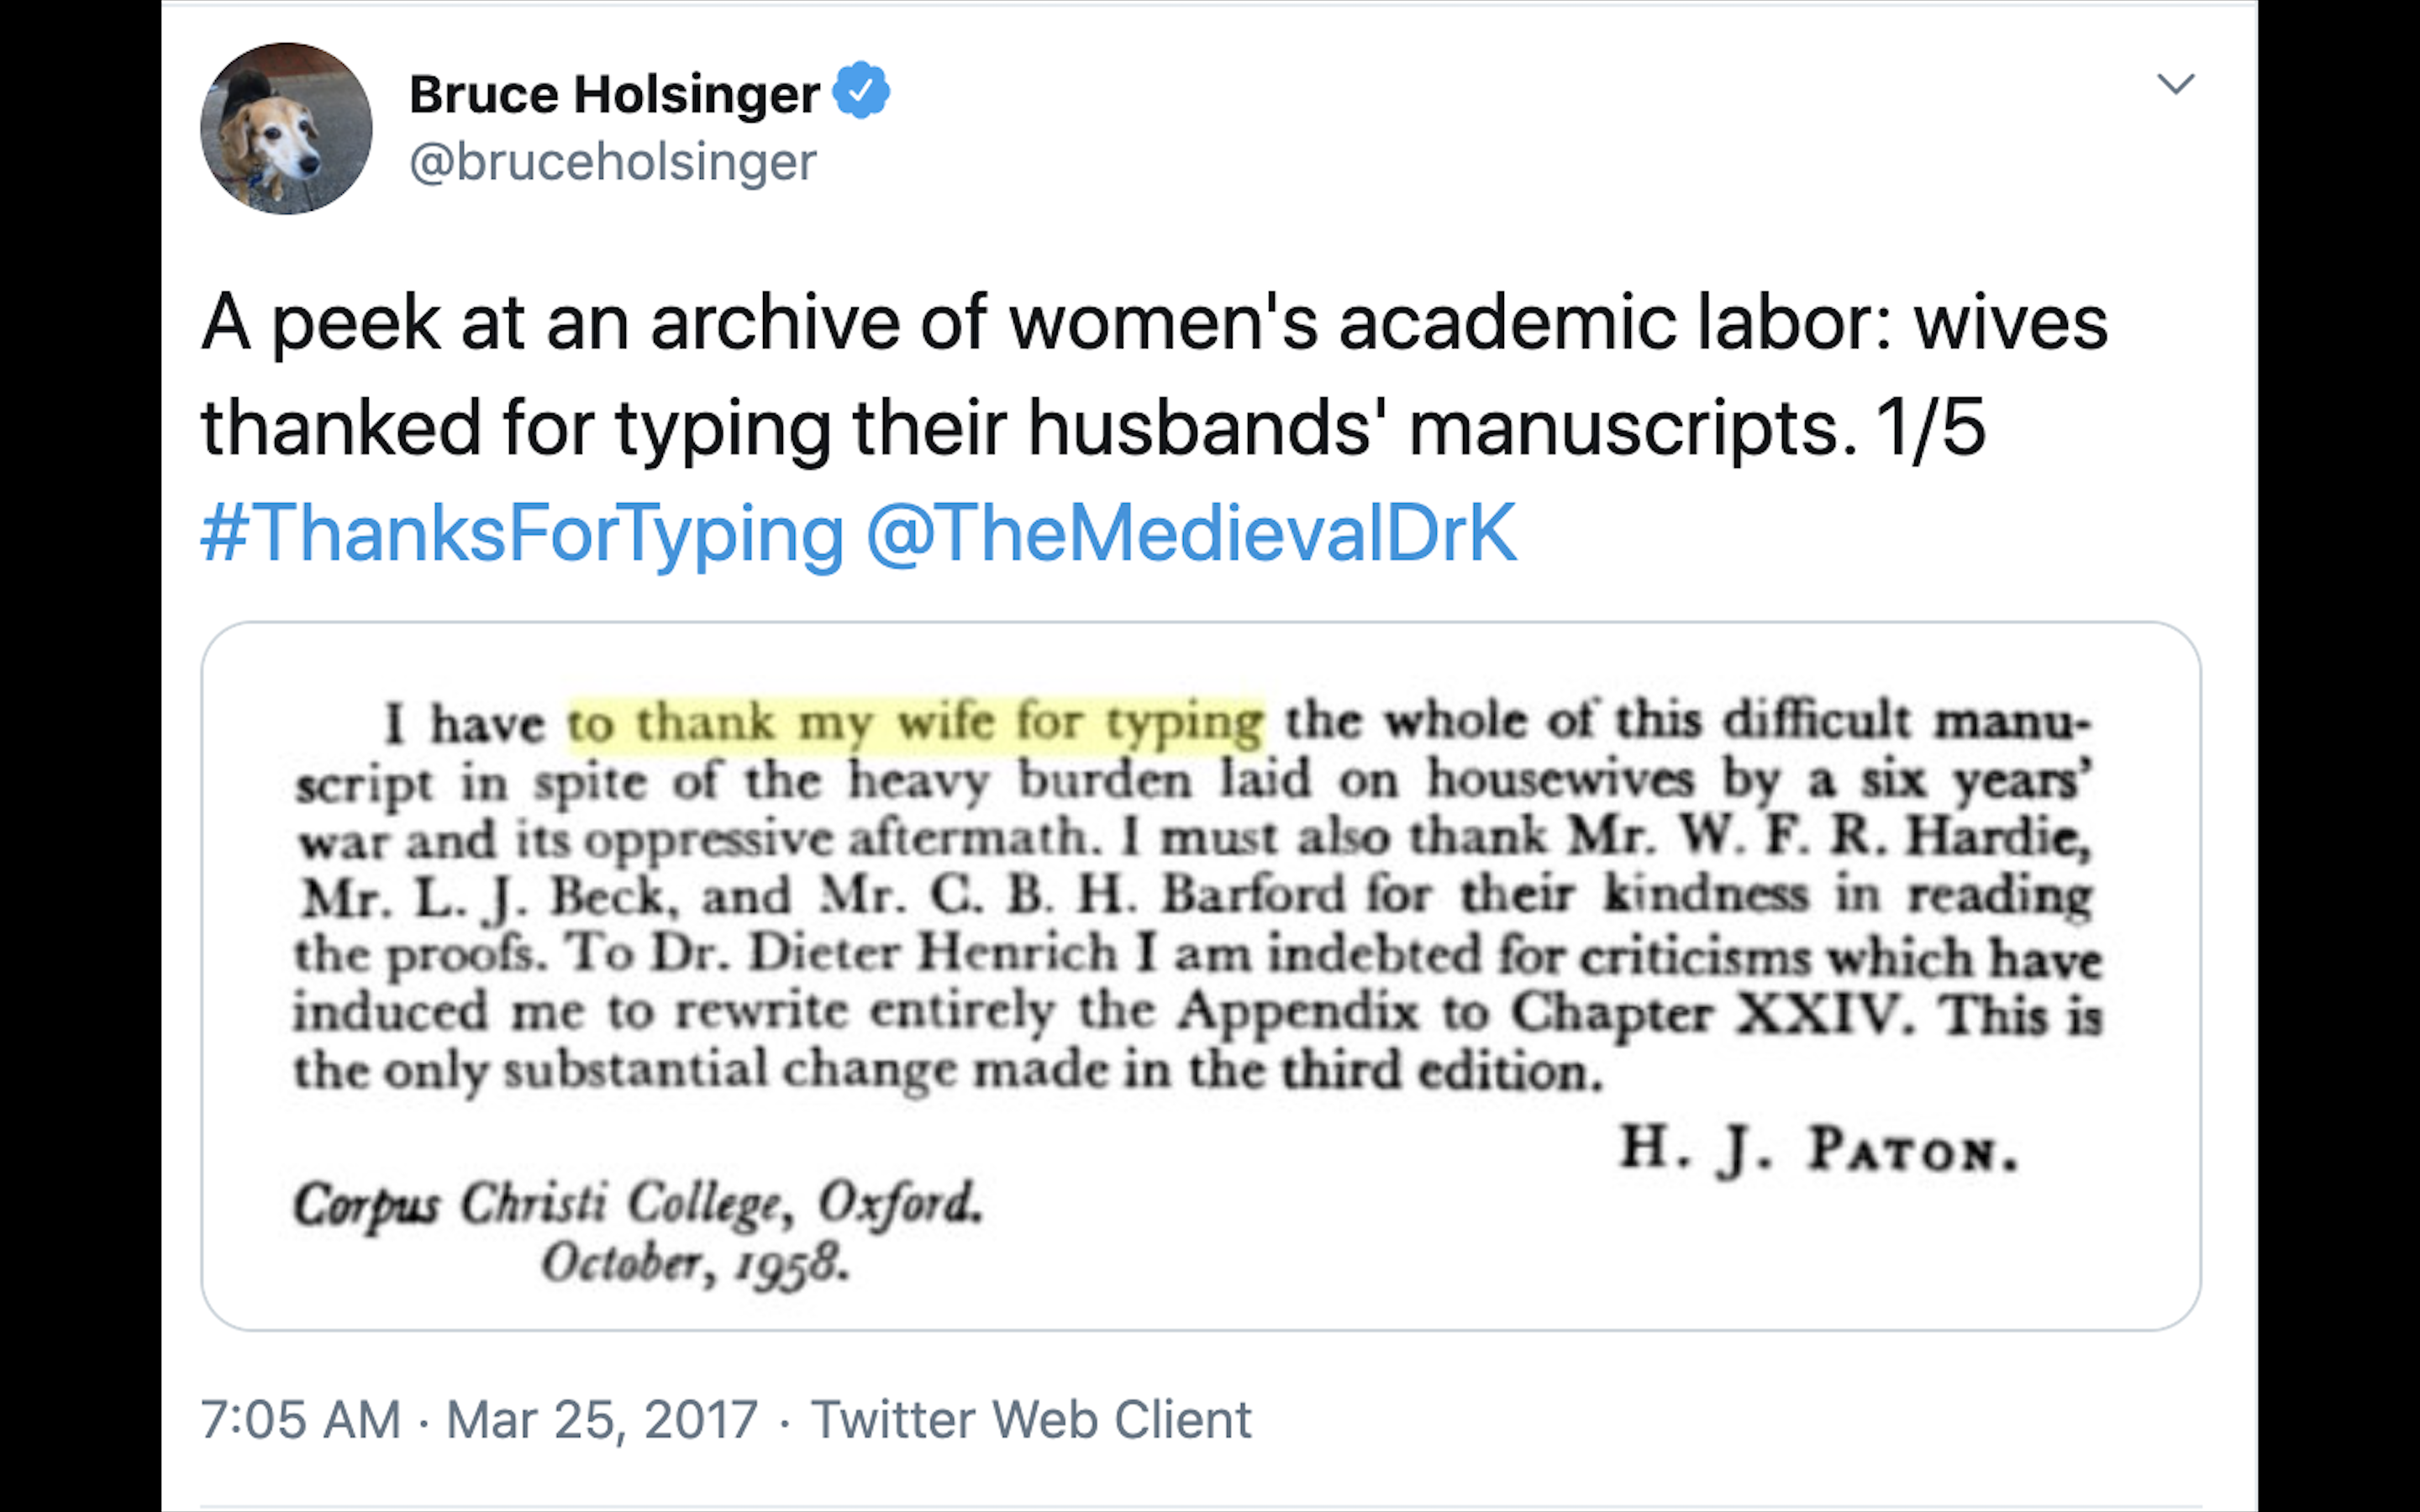 Bruce Holsinger
@bruceholsinger
A peek at an archive of women's academic labor: wives
thanked for typing their husbands' manuscripts. 1/5
#ThanksForTyping @TheMedievalDrK
I have to thank my wife for typing the whole of this difficult manu-
script in spite of the heavy burden laid on housewives by a six years'
war and its oppressive aftermath. I must also thank Mr. W. F. R. Hardie,
Mr. L. J. Beck, and Mr. C. B. H. Barford for their kindness in reading
the proofs. To Dr. Dieter Henrich I am indebted for criticisms which have
induced me to rewrite entirely the Appendix to Chapter XXIV. This is
the only substantial change made in the third edition.
H. J. PATON.
Corpus Christi College, Oxford.
October, 1958.
7:05 AM · Mar 25, 2017 · Twitter Web Client